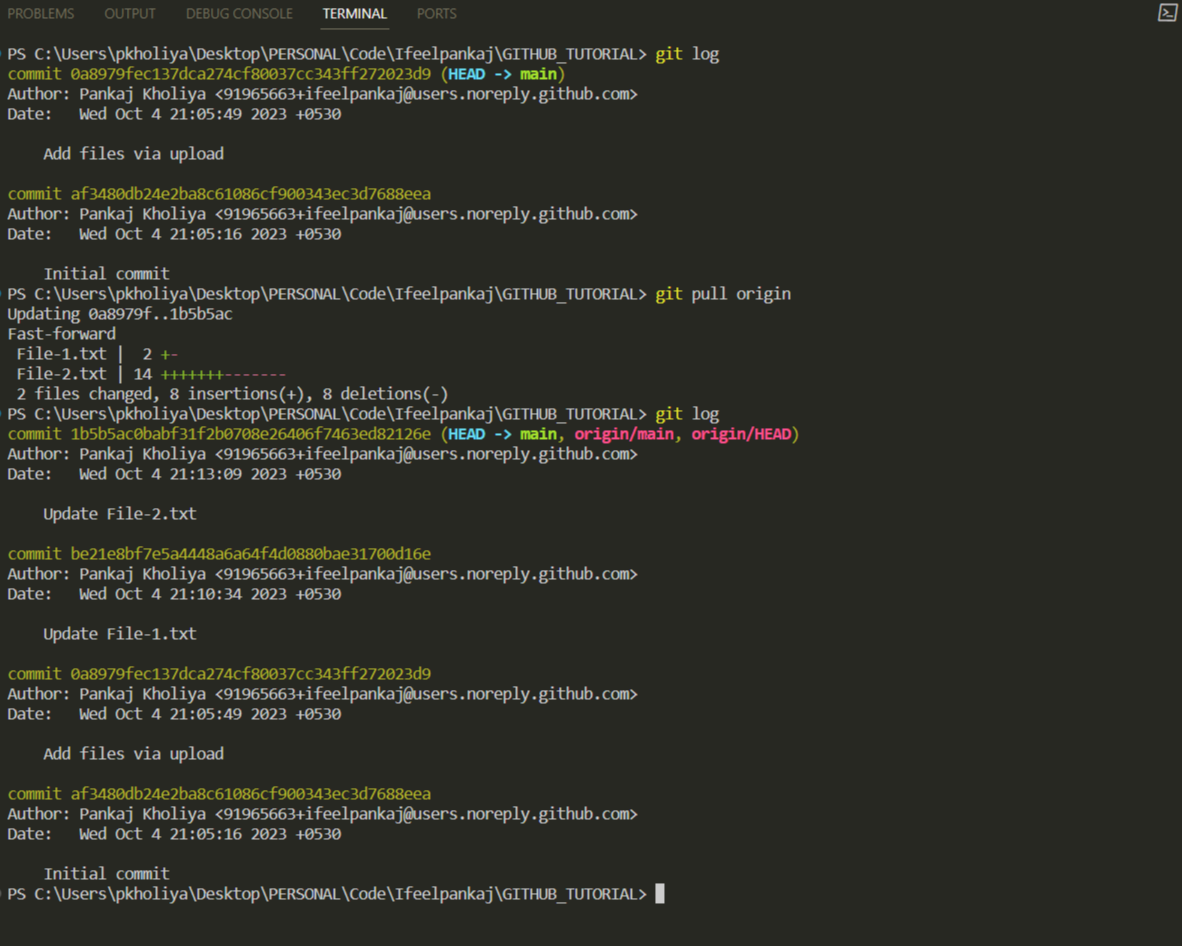 PROBLEMS OUTPUT DEBUG CONSOLE TERMINAL PORTS
PS C:\Users\pkholiya\Desktop\PERSONAL\Code\Ifeelpankaj\GITHUB_TUTORIAL> git log
commit 0a8979fec137dca274cf80037cc343ff272023d9 (HEAD -> main)
Author: Pankaj Kholiya <91965663+ifeelpankaj@users.noreply.github.com>
Date:   Wed Oct 4 21:05:49 2023 +0530
    Add files via upload
commit af3480db24e2ba8c61086cf900343ec3d7688eea
Author: Pankaj Kholiya <91965663+ifeelpankaj@users.noreply.github.com>
Date:   Wed Oct 4 21:05:16 2023 +0530
    Initial commit
PS C:\Users\pkholiya\Desktop\PERSONAL\Code\Ifeelpankaj\GITHUB_TUTORIAL> git pull origin
Updating 0a8979f..1b5b5ac
Fast-forward
 File-1.txt |  2 +-
 File-2.txt | 14 +++++++-------
 2 files changed, 8 insertions(+), 8 deletions(-)
PS C:\Users\pkholiya\Desktop\PERSONAL\Code\Ifeelpankaj\GITHUB_TUTORIAL> git log
commit 1b5b5ac0babf31f2b0708e26406f7463ed82126e (HEAD -> main, origin/main, origin/HEAD)
Author: Pankaj Kholiya <91965663+ifeelpankaj@users.noreply.github.com>
Date:   Wed Oct 4 21:13:09 2023 +0530
    Update File-2.txt
commit be21e8bf7e5a4448a6a64f4d0880bae31700d16e
Author: Pankaj Kholiya <91965663+ifeelpankaj@users.noreply.github.com>
Date:   Wed Oct 4 21:10:34 2023 +0530
    Update File-1.txt
commit 0a8979fec137dca274cf80037cc343ff272023d9
Author: Pankaj Kholiya <91965663+ifeelpankaj@users.noreply.github.com>
Date:   Wed Oct 4 21:05:49 2023 +0530
    Add files via upload
commit af3480db24e2ba8c61086cf900343ec3d7688eea
Author: Pankaj Kholiya <91965663+ifeelpankaj@users.noreply.github.com>
Date:   Wed Oct 4 21:05:16 2023 +0530
    Initial commit
PS C:\Users\pkholiya\Desktop\PERSONAL\Code\Ifeelpankaj\GITHUB_TUTORIAL>